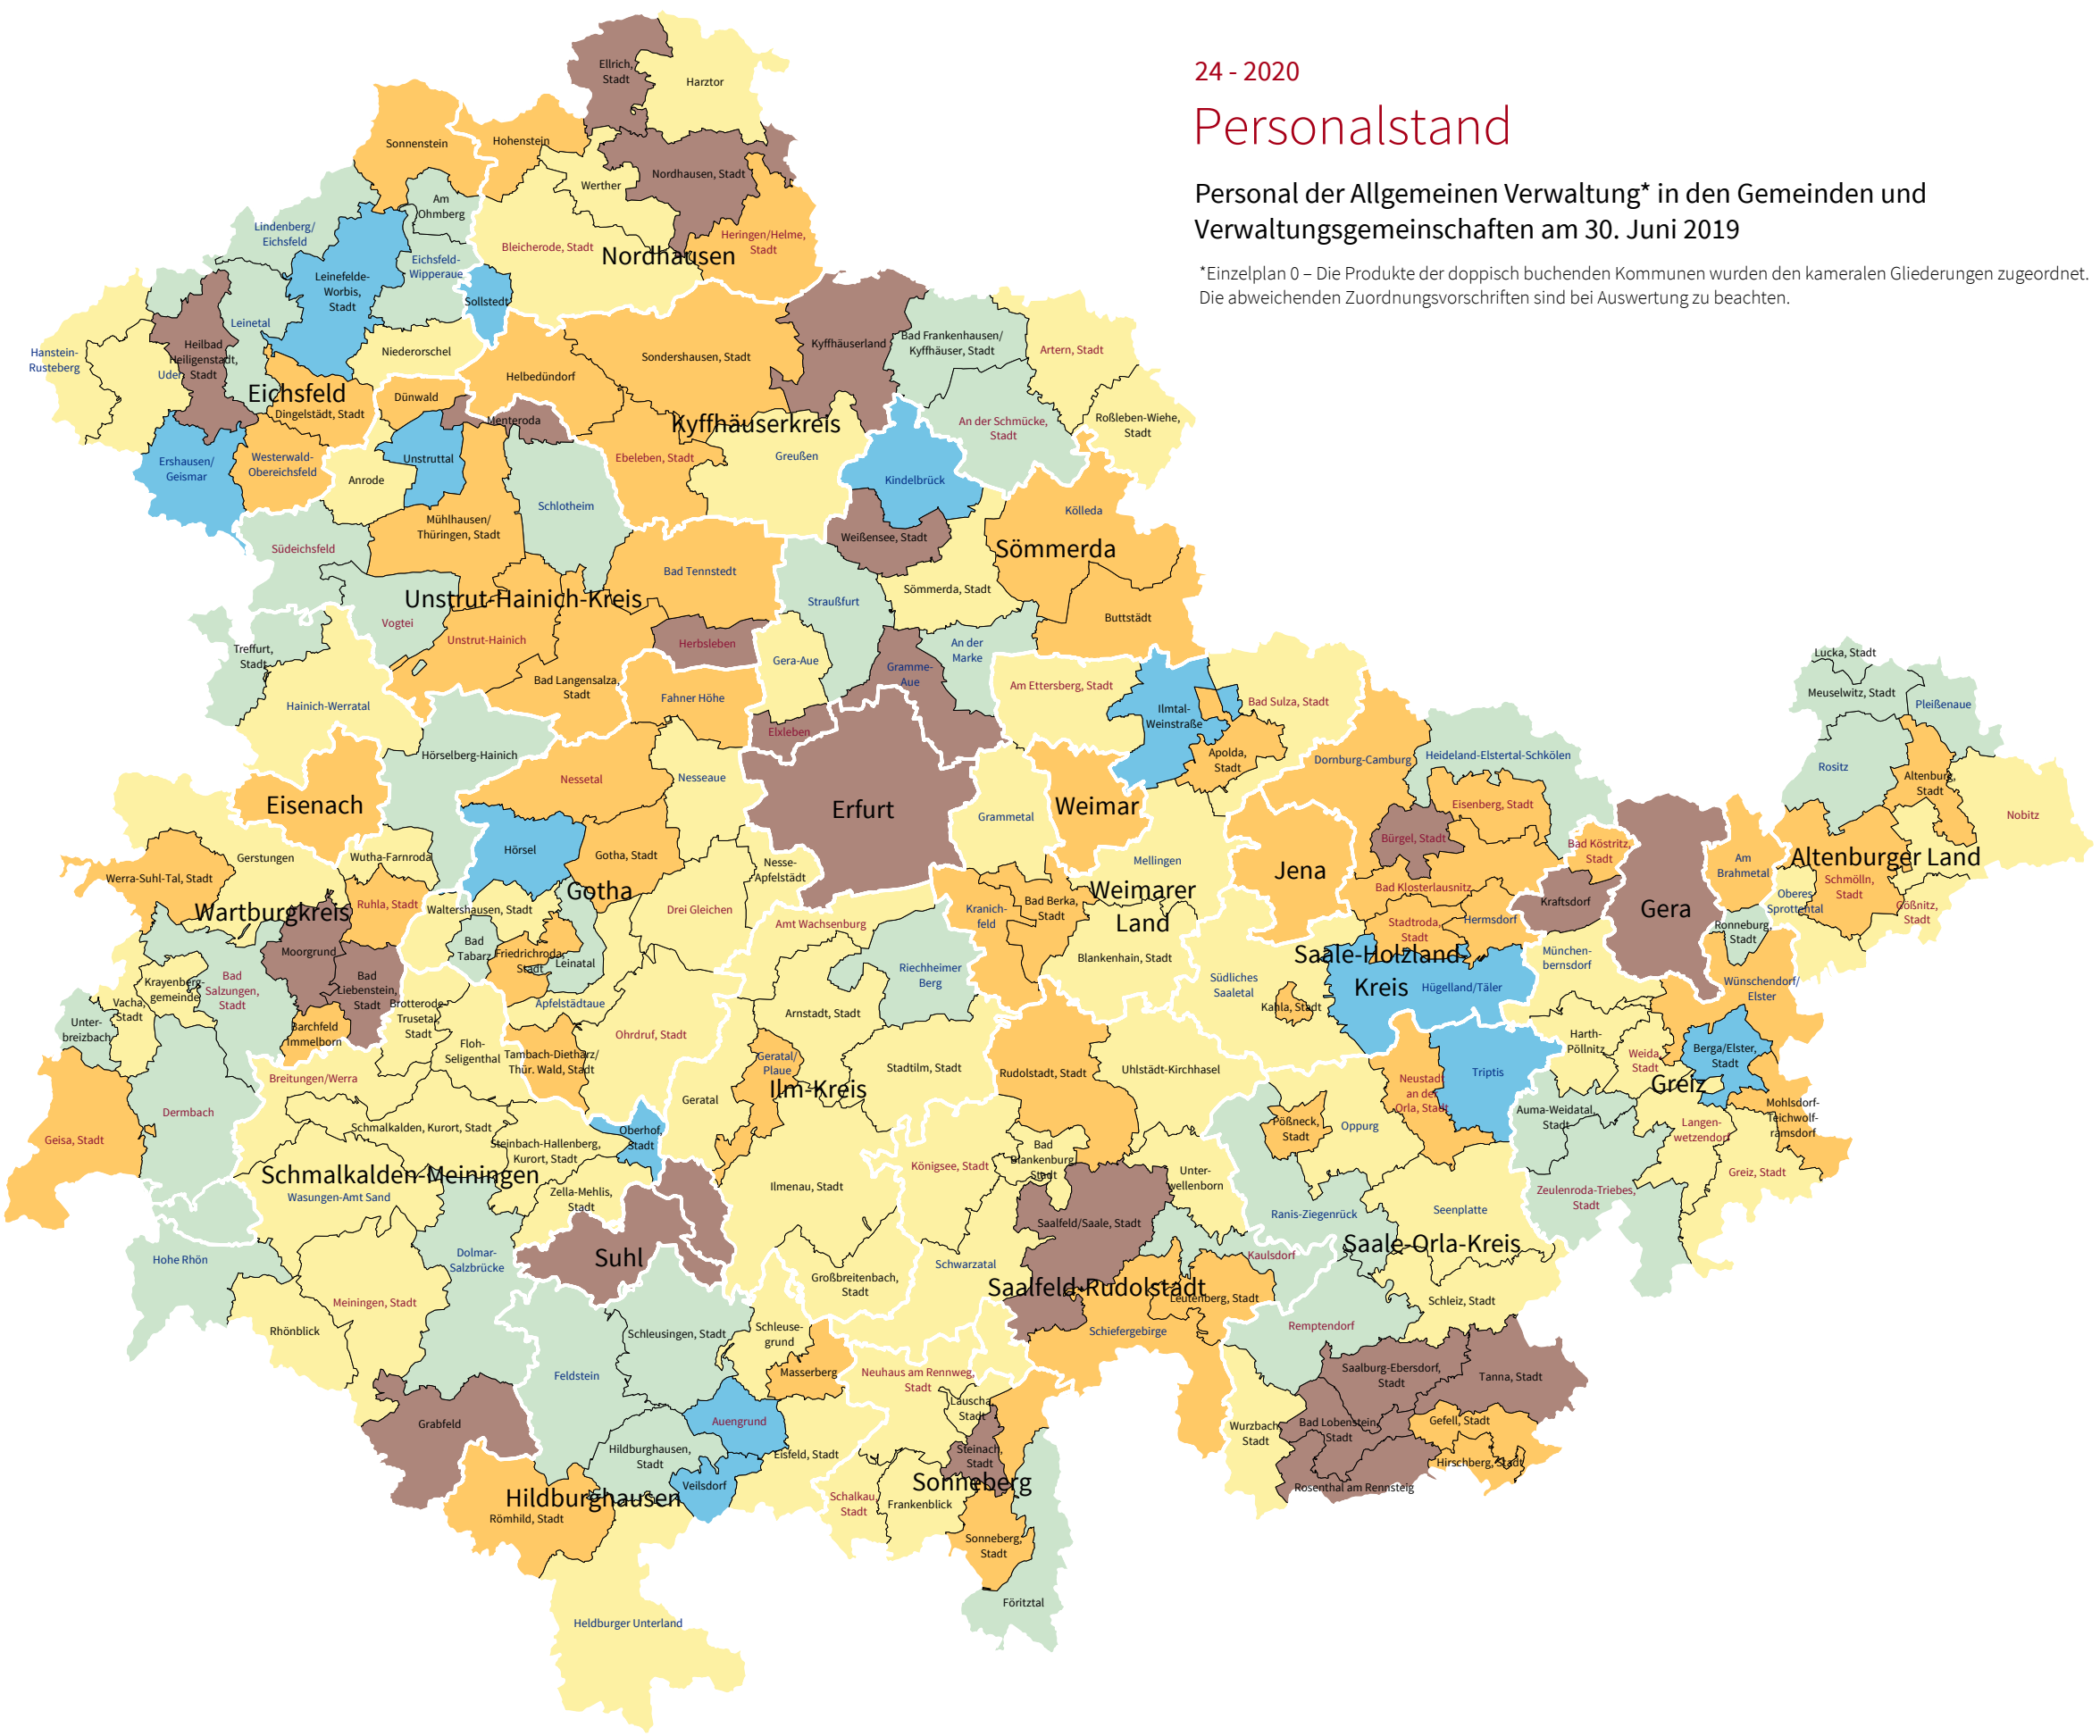 24 - 2020
Personalstand
Personal der Allgemeinen Verwaltung* in den Gemeinden und
Verwaltungsgemeinschaften am 30. Juni 2019
*Einzelplan 0 – Die Produkte der doppisch buchenden Kommunen wurden den kameralen Gliederungen zugeordnet.
Die abweichenden Zuordnungsvorschriften sind bei Auswertung zu beachten.
Ellrich,
Stadt
Harztor
Sonnenstein
Hohenstein
Nordhausen, Stadt
Werther
Am
Ohmberg
Lindenberg/
Eichsfeld
Bleicherode, Stadt
Heringen/Helme,
Stadt
Nordhausen
Eichsfeld-
Wipperaue
Leinefelde-
Worbis,
Stadt
Sollstedt
Leinetal
Niederorschel
Hanstein-
Rusteberg
Uder
Heilbad
Heiligenstadt,
Stadt
Eichsfeld
Dingelstädt, Stadt
Dünwald
Helbedündorf
Sondershausen, Stadt
Kyffhäuserland
Bad Frankenhausen/
Kyffhäuser, Stadt
Artern, Stadt
Menteroda
Kyffhäuserkreis
An der Schmücke,
Stadt
Roßleben-Wiehe,
Stadt
Ershausen/
Geismar
Westerwald-
Obereichsfeld
Anrode
Unstruttal
Ebeleben, Stadt
Greußen
Kindelbrück
Schlotheim
Kölleda
Mühlhausen/
Thüringen, Stadt
Weißensee, Stadt
Sömmerda
Südeichsfeld
Bad Tennstedt
Sömmerda, Stadt
Unstrut-Hainich-Kreis
Straußfurt
Buttstädt
Vogtei
Unstrut-Hainich
Herbsleben
Gera-Aue
Gramme-
Aue
An der
Marke
Treffurt,
Stadt
Bad Langensalza,
Stadt
Fahner Höhe
Am Ettersberg, Stadt
Ilmtal-
Weinstraße
Bad Sulza, Stadt
Hainich-Werratal
Elxleben
Apolda,
Stadt
Hörselberg-Hainich
Nessetal
Nesseaue
Dornburg-Camburg
Heideland-Elstertal-Schkölen
Lucka, Stadt
Meuselwitz, Stadt
Pleißenaue
Rositz
Altenburg,
Stadt
Nobitz
Eisenach
Erfurt
Grammetal
Weimar
Eisenberg, Stadt
Bürgel, Stadt
Bad Köstritz,
Stadt
Am
Brahmetal
Altenburger Land
Schmölln,
Stadt
Gößnitz,
Stadt
Oberes
Sprottental
Gerstungen
Wutha-Farnroda
Hörsel
Gotha, Stadt
Nesse-
Apfelstädt
Mellingen
Jena
Werra-Suhl-Tal, Stadt
Gotha
Weimarer
Land
Bad Klosterlausnitz
Kraftsdorf
Gera
Ronneburg,
Stadt
Wartburgkreis
Ruhla, Stadt
Waltershausen, Stadt
Drei Gleichen
Amt Wachsenburg
Kranich-
feld
Bad Berka,
Stadt
Stadtroda,
Stadt
Hermsdorf
Moorgrund
Bad
Tabarz
Friedrichroda,
Stadt
Leinatal
Riechheimer
Berg
Blankenhain, Stadt
Südliches
Saaletal
Saale-Holzland-
Kreis
Hügelland/Täler
München-
bernsdorf
Wünschendorf/
Elster
Bad
Salzungen,
Stadt
Krayenberg-
gemeinde
Bad
Liebenstein,
Stadt
Brotterode-
Trusetal,
Stadt
Apfelstädtaue
Ohrdruf, Stadt
Arnstadt, Stadt
Kahla, Stadt
Vacha,
Stadt
Unter-
breizbach
Barchfeld
Immelborn
Floh-
Seligenthal
Tambach-Dietharz/
Thür. Wald, Stadt
Geratal/
Plaue
Ilm-Kreis
Geratal
Stadtilm, Stadt
Rudolstadt, Stadt
Uhlstädt-Kirchhasel
Neustadt
an der
Orla, Stadt
Triptis
Harth-
Pöllnitz
Weida,
Stadt
Berga/Elster,
Stadt
Greiz
Breitungen/Werra
Dermbach
Geisa, Stadt
Schmalkalden, Kurort, Stadt
Steinbach-Hallenberg,
Kurort, Stadt
Oberhof,
Stadt
Pößneck,
Stadt
Oppurg
Auma-Weidatal,
Stadt
Mohlsdorf-
Teichwolf-
ramsdorf
Langen-
wetzendorf
Greiz, Stadt
Zeulenroda-Triebes,
Stadt
Schmalkalden-Meiningen
Wasungen-Amt Sand
Zella-Mehlis,
Stadt
Ilmenau, Stadt
Königsee, Stadt
Bad
Blankenburg,
Stadt
Unter-
wellenborn
Saalfeld/Saale, Stadt
Ranis-Ziegenrück
Seenplatte
Saale-Orla-Kreis
Hohe Rhön
Dolmar-
Salzbrücke
Suhl
Großbreitenbach,
Stadt
Schwarzatal
Saalfeld-Rudolstadt
Kaulsdorf
Leutenberg, Stadt
Schiefergebirge
Schleiz, Stadt
Remptendorf
Meiningen, Stadt
Rhönblick
Schleusingen, Stadt
Schleuse-
grund
Masserberg
Feldstein
Neuhaus am Rennweg,
Stadt
Lauscha,
Stadt
Saalburg-Ebersdorf,
Stadt
Tanna, Stadt
Wurzbach,
Stadt
Bad Lobenstein,
Stadt
Gefell, Stadt
Hirschberg, Stadt
Rosenthal am Rennsteig
Grabfeld
Auengrund
Hildburghausen,
Stadt
Eisfeld, Stadt
Steinach,
Stadt
Sonneberg
Veilsdorf
Hildburghausen
Römhild, Stadt
Schalkau,
Stadt
Frankenblick
Sonneberg,
Stadt
Föritztal
Heldburger Unterland